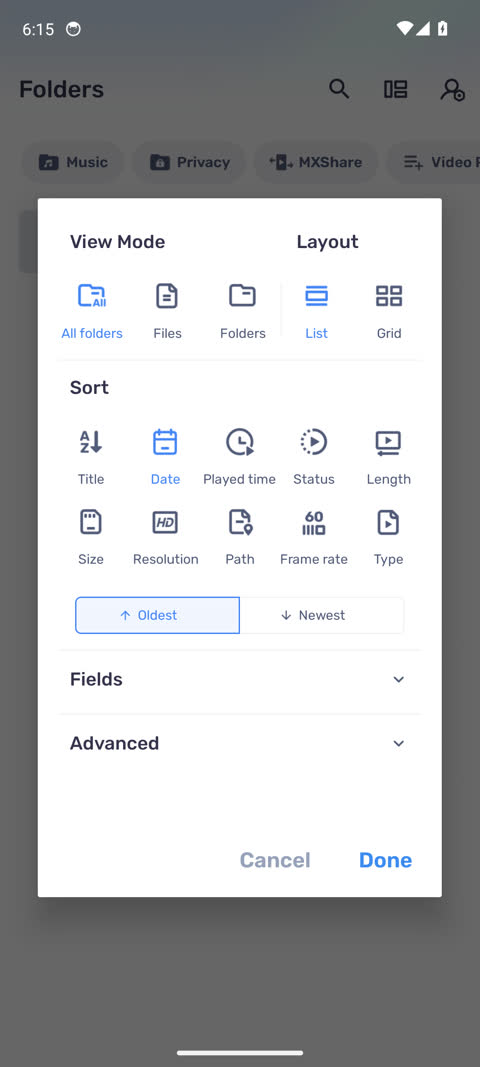 6:15
Folders
Music Privacy MXShare Video
View Mode Layout
All
All folders Files Folders List Grid
Sort
A Z
Title Date Played time Status Length
HD 60
Size Resolution Path Frame rate Type
↑ Oldest ↓ Newest
Fields
Advanced
Cancel Done